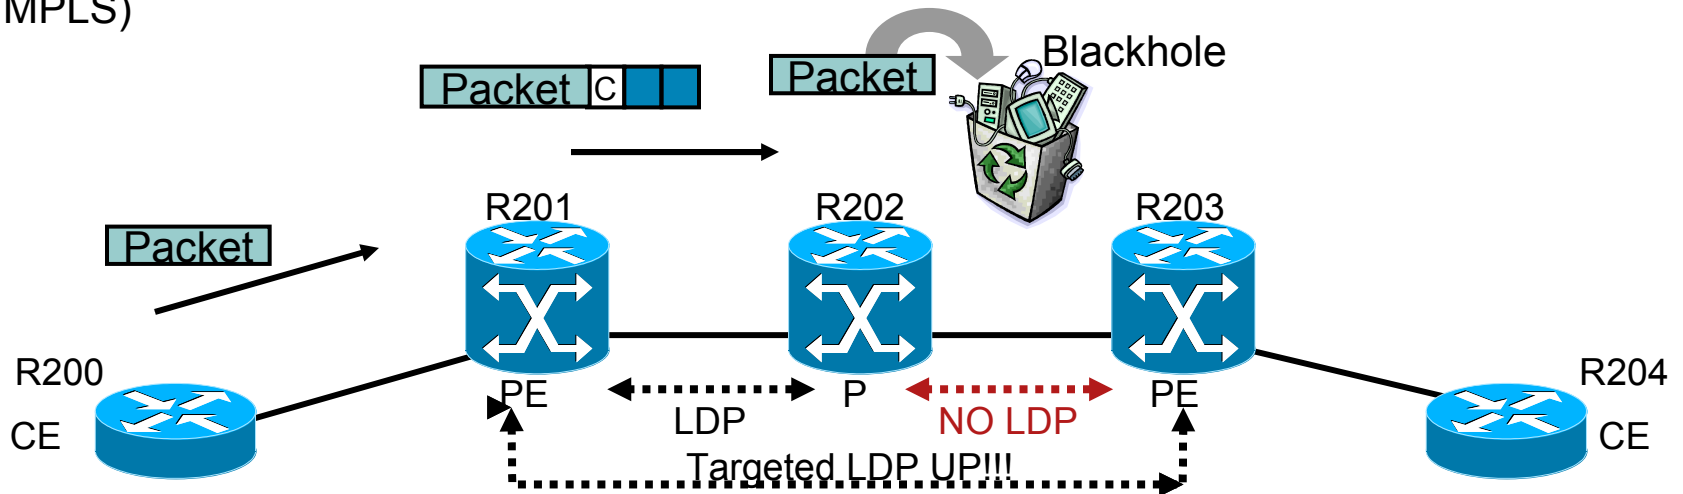 MPLS)
Blackhole
Packet
Packet C
R201
R202
R203
Packet
R200
R204
PE
P
PE
LDP
NO LDP
CE
CE
Targeted LDP UP!!!